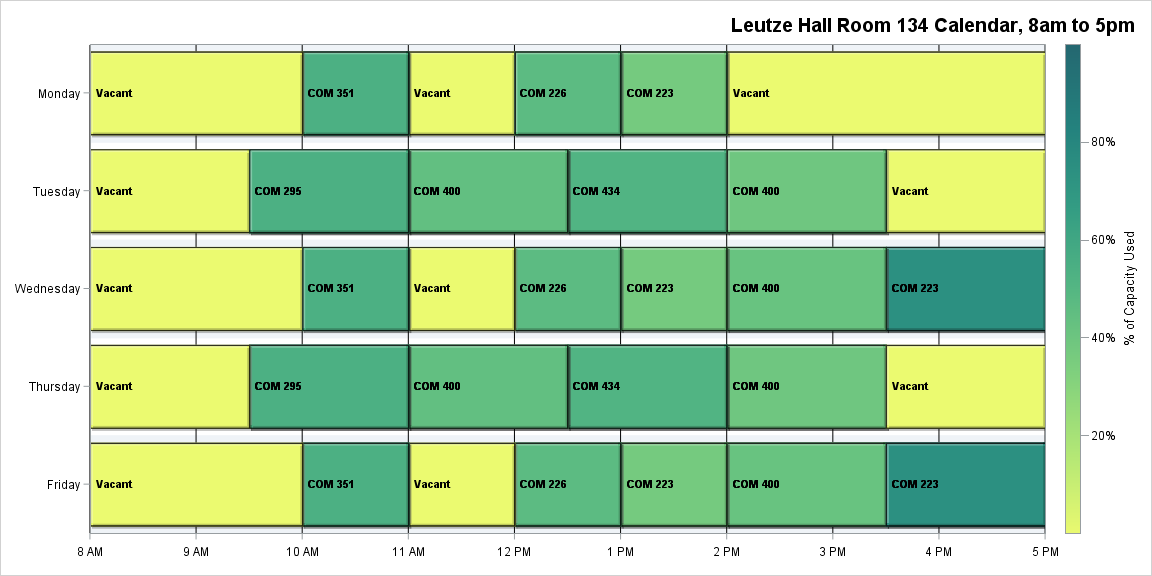 Leutze Hall Room 134 Calendar, 8am to 5pm
Monday
Vacant
COM 351
Vacant
COM 226
COM 223
Vacant
Tuesday
Vacant
COM 295
COM 400
COM 434
COM 400
Vacant
Wednesday
Vacant
COM 351
Vacant
COM 226
COM 223
COM 400
COM 223
Thursday
Vacant
COM 295
COM 400
COM 434
COM 400
Vacant
Friday
Vacant
COM 351
Vacant
COM 226
COM 223
COM 400
COM 223
8 AM
9 AM
10 AM
11 AM
12 PM
1 PM
2 PM
3 PM
4 PM
5 PM
80%
60%
40%
20%
% of Capacity Used